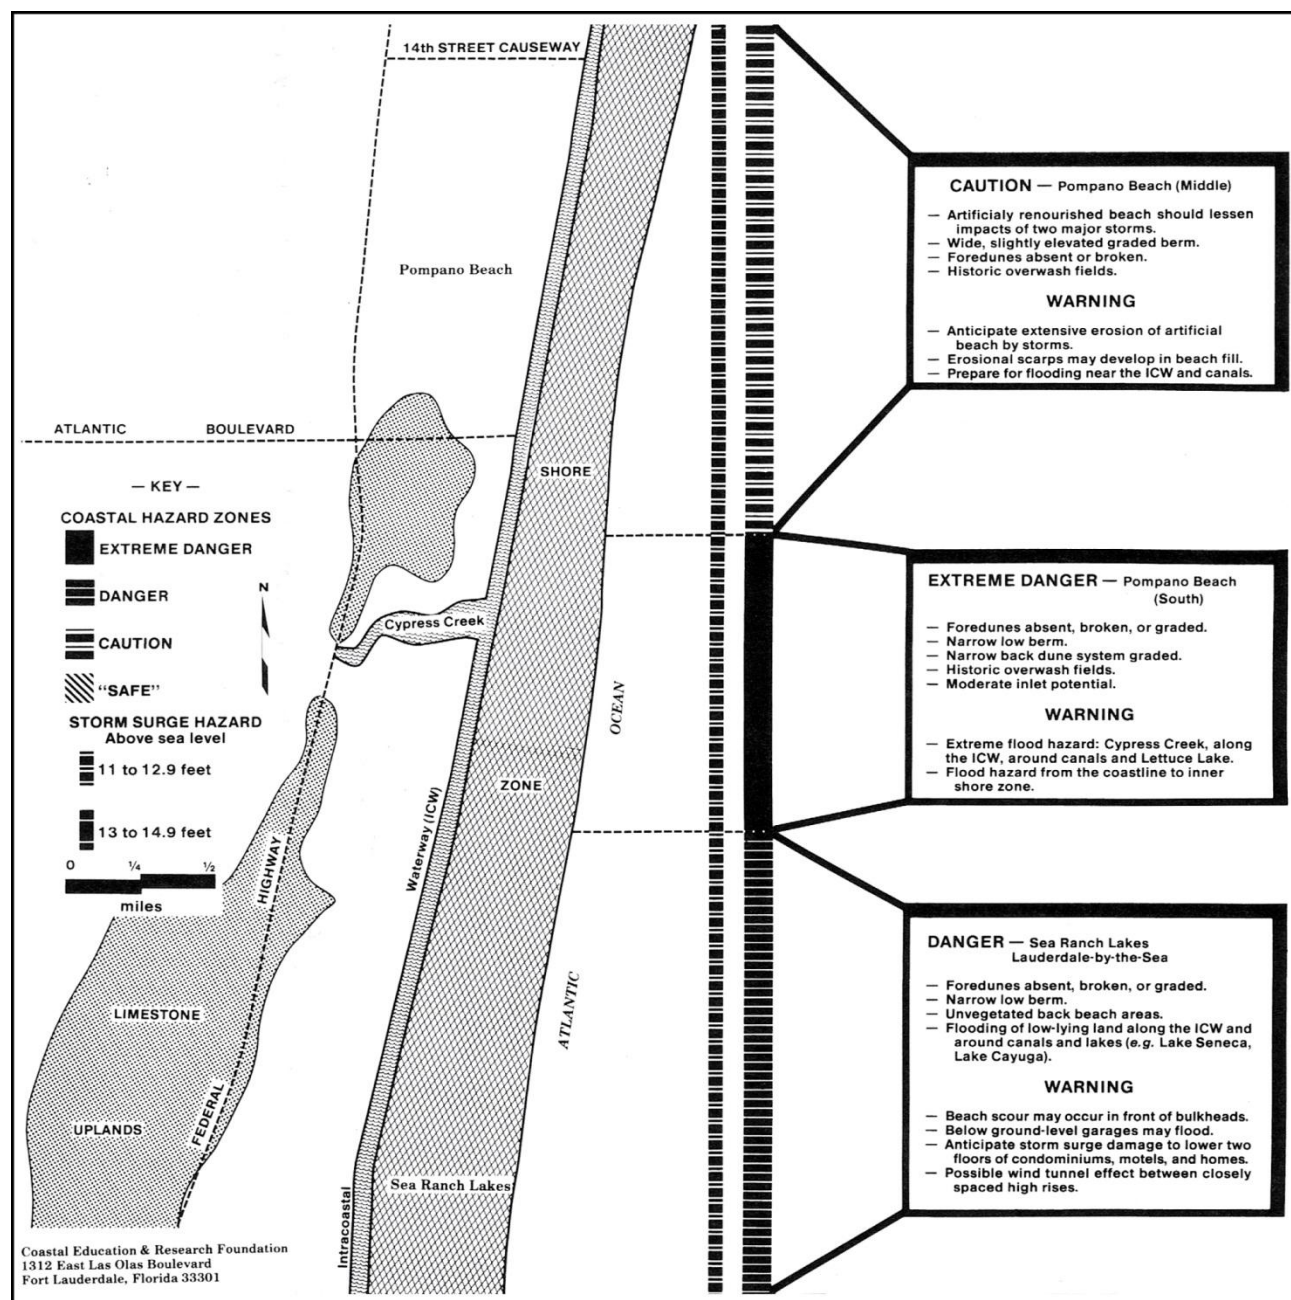 14th STREET CAUSEWAY
Pompano Beach
ATLANTIC BOULEVARD
— KEY —
COASTAL HAZARD ZONES
EXTREME DANGER
DANGER
CAUTION
"SAFE"
N
STORM SURGE HAZARD
Above sea level
11 to 12.9 feet
13 to 14.9 feet
0 ¼ ½
miles
Cypress Creek
SHORE
ZONE
OCEAN
ATLANTIC
Waterway (ICW)
Intracoastal
HIGHWAY
FEDERAL
LIMESTONE
UPLANDS
Sea Ranch Lakes
Coastal Education & Research Foundation
1312 East Las Olas Boulevard
Fort Lauderdale, Florida 33301
CAUTION — Pompano Beach (Middle)
— Artificialy renourished beach should lessen
impacts of two major storms.
— Wide, slightly elevated graded berm.
— Foredunes absent or broken.
— Historic overwash fields.
WARNING
— Anticipate extensive erosion of artificial
beach by storms.
— Erosional scarps may develop in beach fill.
— Prepare for flooding near the ICW and canals.
EXTREME DANGER — Pompano Beach
(South)
— Foredunes absent, broken, or graded.
— Narrow low berm.
— Narrow back dune system graded.
— Historic overwash fields.
— Moderate inlet potential.
WARNING
— Extreme flood hazard: Cypress Creek, along
the ICW, around canals and Lettuce Lake.
— Flood hazard from the coastline to inner
shore zone.
DANGER — Sea Ranch Lakes
Lauderdale-by-the-Sea
— Foredunes absent, broken, or graded.
— Narrow low berm.
— Unvegetated back beach areas.
— Flooding of low-lying land along the ICW and
around canals and lakes (e.g. Lake Seneca,
Lake Cayuga).
WARNING
— Beach scour may occur in front of bulkheads.
— Below ground-level garages may flood.
— Anticipate storm surge damage to lower two
floors of condominiums, motels, and homes.
— Possible wind tunnel effect between closely
spaced high rises.